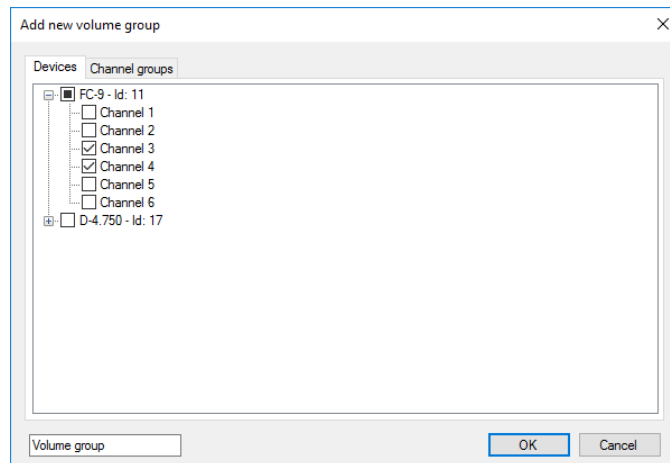 Add new volume group
Devices Channel groups
FC-9 - Id: 11
Channel 1
Channel 2
Channel 3
Channel 4
Channel 5
Channel 6
D-4.750 - Id: 17
Volume group OK Cancel